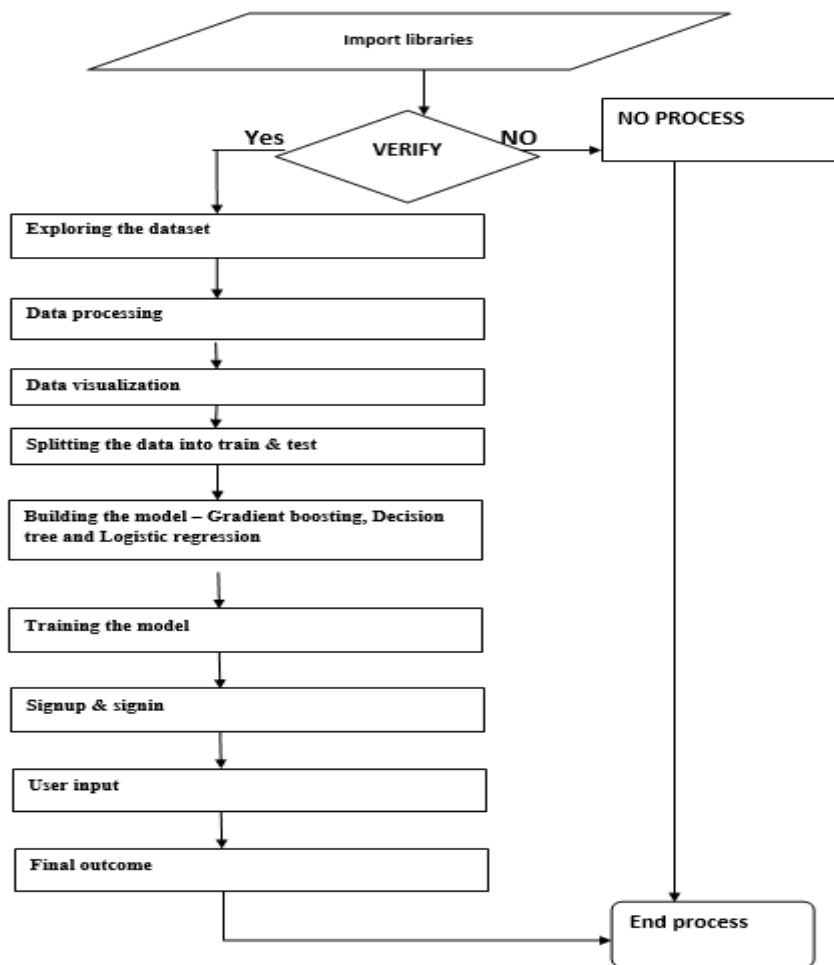 Import libraries
NO PROCESS
Yes
VERIFY
NO
Exploring the dataset
Data processing
Data visualization
Splitting the data into train & test
Building the model – Gradient boosting, Decision
tree and Logistic regression
Training the model
Signup & signin
User input
Final outcome
End process